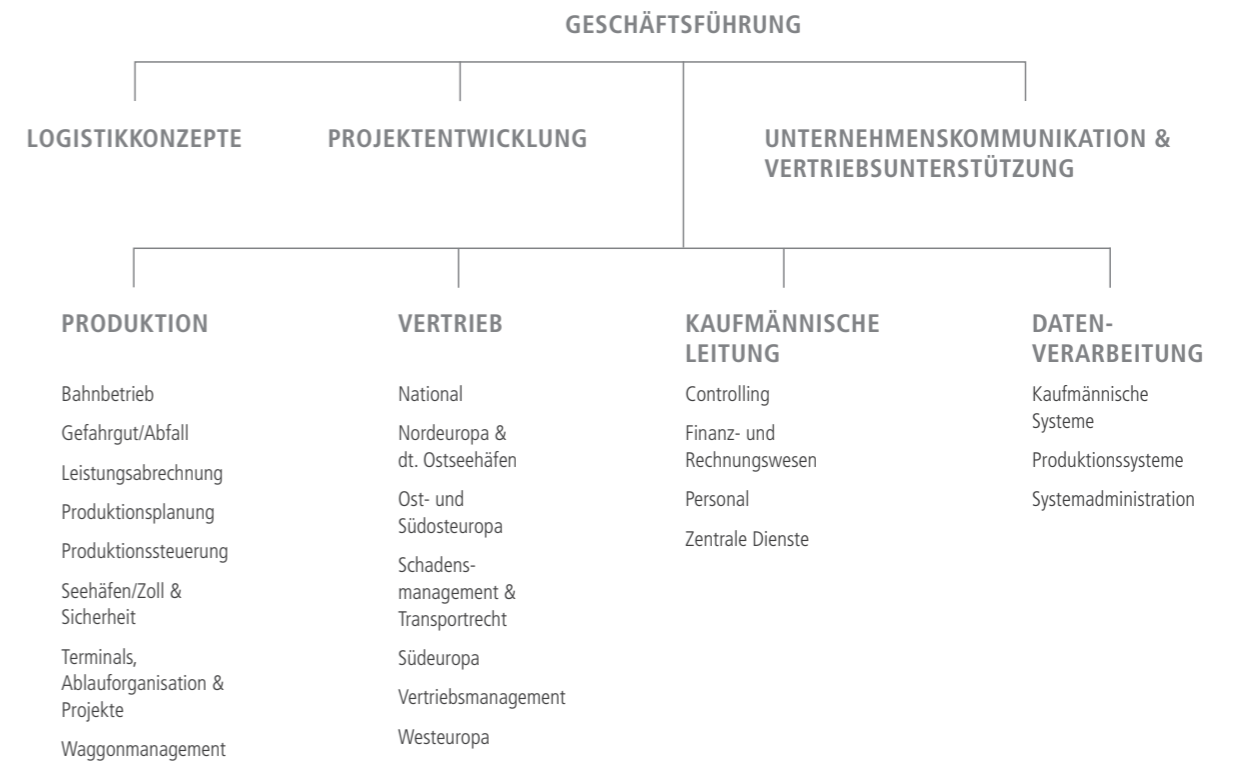 GESCHÄFTSFÜHRUNG
LOGISTIKKONZEPTE
PROJEKTENTWICKLUNG
UNTERNEHMENSKOMMUNIKATION &
VERTRIEBSUNTERSTÜTZUNG
PRODUKTION
Bahnbetrieb
Gefahrgut/Abfall
Leistungsabrechnung
Produktionsplanung
Produktionssteuerung
Seehäfen/Zoll &
Sicherheit
Terminals,
Ablauforganisation &
Projekte
Waggonmanagement
VERTRIEB
National
Nordeuropa &
dt. Ostseehäfen
Ost- und
Südosteuropa
Schadens-
management &
Transportrecht
Südeuropa
Vertriebsmanagement
Westeuropa
KAUFMÄNNISCHE
LEITUNG
Controlling
Finanz- und
Rechnungswesen
Personal
Zentrale Dienste
DATEN-
VERARBEITUNG
Kaufmännische
Systeme
Produktionssysteme
Systemadministration